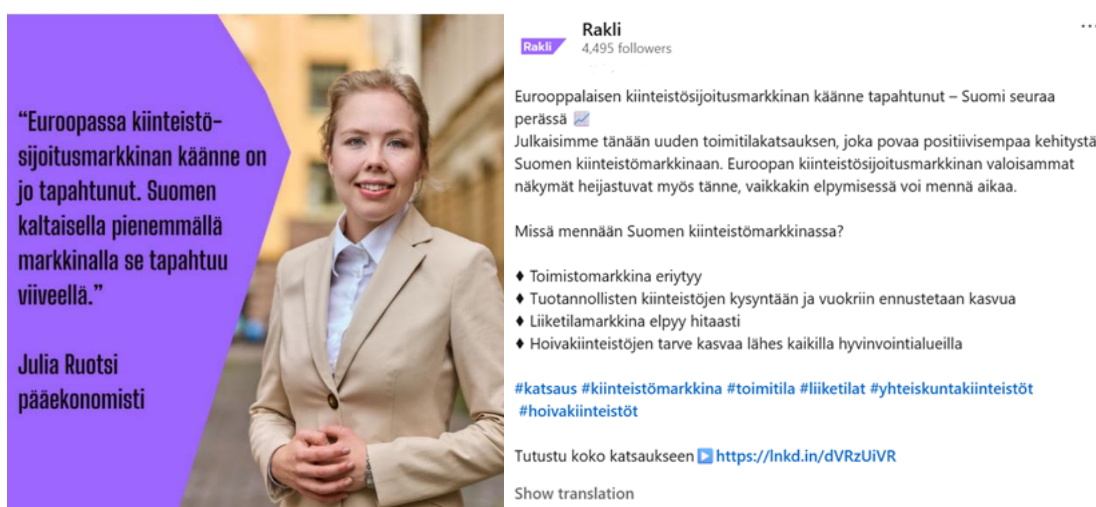 “Euroopassa kiinteistö-
sijoitusmarkkinan käänne on
jo tapahtunut. Suomen
kaltaisella pienemmällä
markkinalla se tapahtuu
viiveellä.”
Julia Ruotsi
pääekonomisti
Rakli
Rakli
4,495 followers
Eurooppalaisen kiinteistösijoitusmarkkinan käänne tapahtunut – Suomi seuraa
perässä 📈
Julkaisimme tänään uuden toimitilakatsauksen, joka povaa positiivisempaa kehitystä
Suomen kiinteistömarkkinaan. Euroopan kiinteistösijoitusmarkkinan valoisammat
näkymät heijastuvat myös tänne, vaikkakin elpymisessä voi mennä aikaa.
Missä mennään Suomen kiinteistömarkkinassa?
♦ Toimistomarkkina eriytyy
♦ Tuotannollisten kiinteistöjen kysyntään ja vuokriin ennustetaan kasvua
♦ Liiketilamarkkina elpyy hitaasti
♦ Hoivakiinteistöjen tarve kasvaa lähes kaikilla hyvinvointialueilla
#katsaus #kiinteistömarkkina #toimitila #liiketilat #yhteiskuntakiinteistöt
#hoivakiinteistöt
Tutustu koko katsaukseen ▶️ https://lnkd.in/dVRzUiVR
Show translation